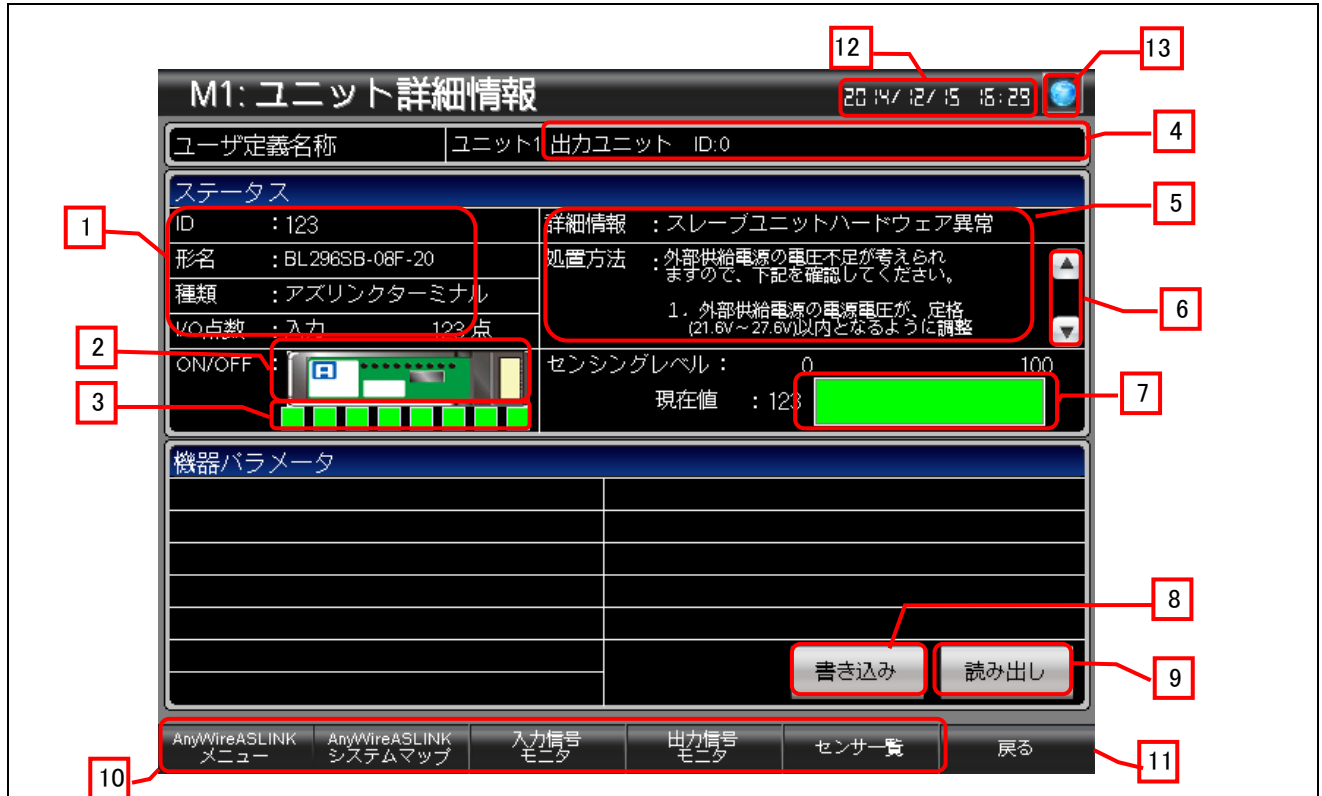 12
13
M1: ユニット詳細情報
2014/12/15 16:29
4
ユーザ定義名称 ユニット1 出力ユニット ID:0
ステータス
5
1
ID :123
詳細情報 :スレーブユニットハードウェア異常
形名 :BL296SB-08F-20
処置方法 :外部供給電源の電圧不足が考えられ
ますので、下記を確認してください。
種類 :アズリンクターミナル
1.外部供給電源の電源電圧が、定格
(21.6V~27.6V)以内となるように調整
6
I/O点数 :入力 123 点
2
ON/OFF :
A
センシングレベル: 0 100
3
現在値 :123
7
機器パラメータ
8
書き込み
読み出し
9
AnyWireASLINK
メニュー
AnyWireASLINK
システムマップ
入力信号
モニタ
出力信号
モニタ
センサ一覧
戻る
10
11